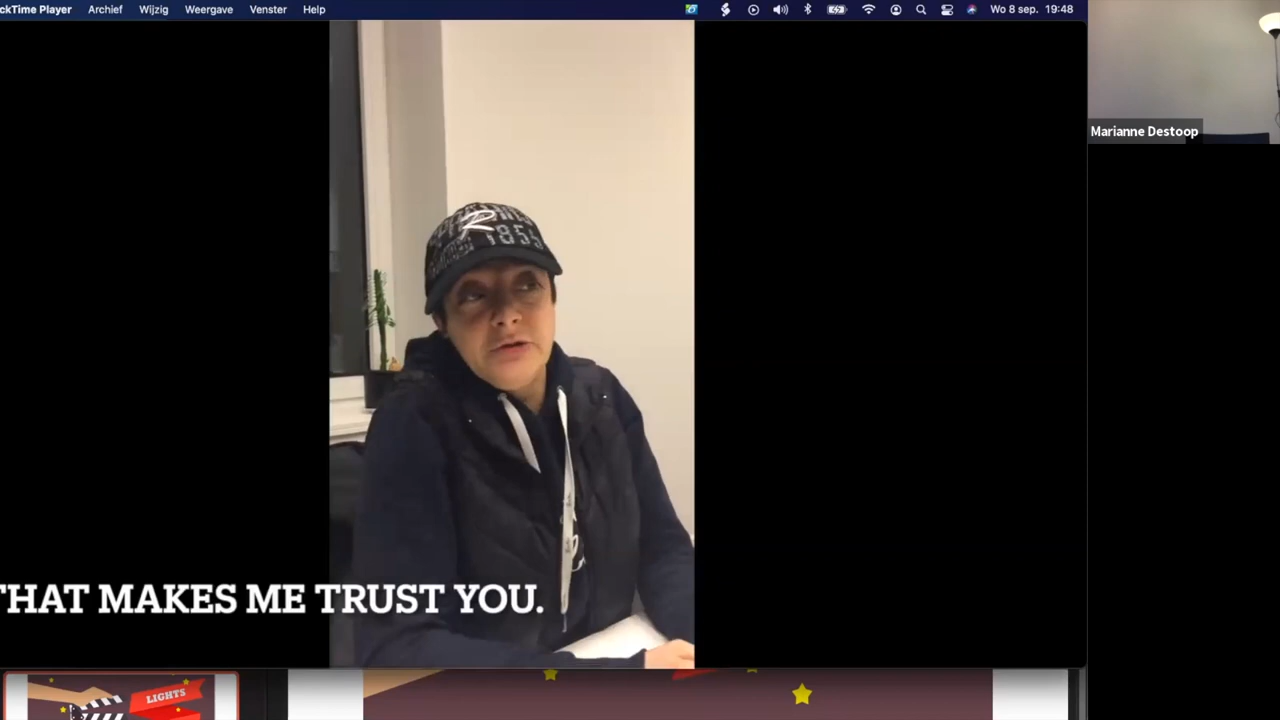 ckTime Player Archief Wijzig Weergave Venster Help Wo 8 sep. 19:48
Marianne Destoop
R
1855
THAT MAKES ME TRUST YOU.
LIGHTS